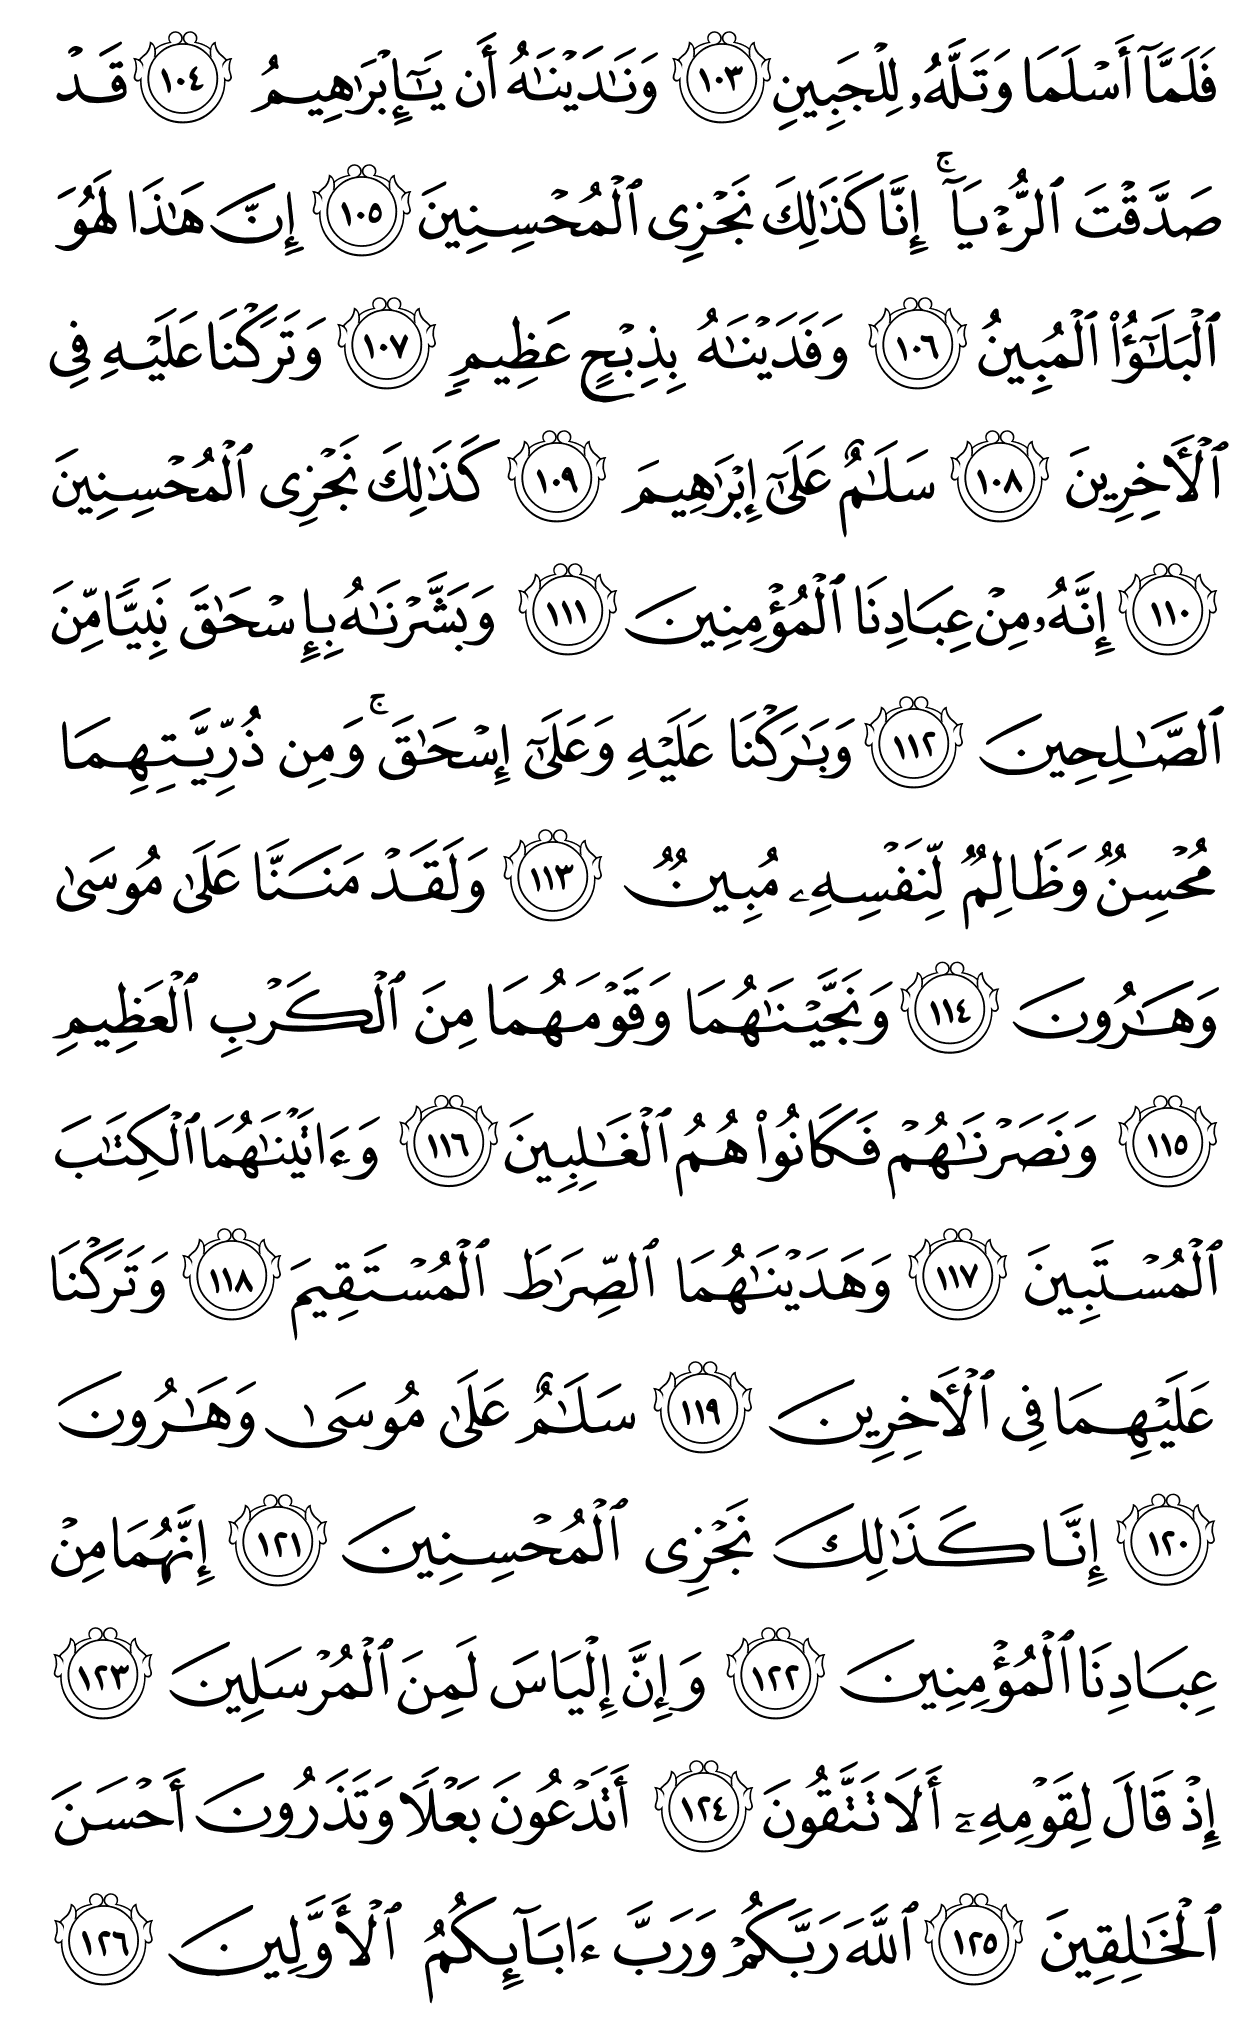 فَلَمَّآ أَسْلَمَا وَتَلَّهُۥ لِلْجَبِينِ ١٠٣ وَنَٰدَيْنَٰهُ أَن يَٰٓإِبْرَٰهِيمُ ١٠٤ قَدْ
صَدَّقْتَ ٱلرُّءْيَآ ۚ إِنَّا كَذَٰلِكَ نَجْزِى ٱلْمُحْسِنِينَ ١٠٥ إِنَّ هَٰذَا لَهُوَ
ٱلْبَلَٰٓؤُا۟ ٱلْمُبِينُ ١٠٦ وَفَدَيْنَٰهُ بِذِبْحٍ عَظِيمٍ ١٠٧ وَتَرَكْنَا عَلَيْهِ فِى
ٱلْأَخِرِينَ ١٠٨ سَلَٰمٌ عَلَىٰٓ إِبْرَٰهِيمَ ١٠٩ كَذَٰلِكَ نَجْزِى ٱلْمُحْسِنِينَ
١١٠ إِنَّهُۥ مِنْ عِبَادِنَا ٱلْمُؤْمِنِينَ ١١١ وَبَشَّرْنَٰهُ بِإِسْحَٰقَ نَبِيًّا مِّنَ
ٱلصَّٰلِحِينَ ١١٢ وَبَٰرَكْنَا عَلَيْهِ وَعَلَىٰٓ إِسْحَٰقَ ۚ وَمِن ذُرِّيَّتِهِمَا
مُحْسِنٌ وَظَالِمٌ لِّنَفْسِهِۦ مُبِينٌ ١١٣ وَلَقَدْ مَنَنَّا عَلَىٰ مُوسَىٰ
وَهَٰرُونَ ١١٤ وَنَجَّيْنَٰهُمَا وَقَوْمَهُمَا مِنَ ٱلْكَرْبِ ٱلْعَظِيمِ
١١٥ وَنَصَرْنَٰهُمْ فَكَانُوا۟ هُمُ ٱلْغَٰلِبِينَ ١١٦ وَءَاتَيْنَٰهُمَا ٱلْكِتَٰبَ
ٱلْمُسْتَبِينَ ١١٧ وَهَدَيْنَٰهُمَا ٱلصِّرَٰطَ ٱلْمُسْتَقِيمَ ١١٨ وَتَرَكْنَا
عَلَيْهِمَا فِى ٱلْأَخِرِينَ ١١٩ سَلَٰمٌ عَلَىٰ مُوسَىٰ وَهَٰرُونَ
١٢٠ إِنَّا كَذَٰلِكَ نَجْزِى ٱلْمُحْسِنِينَ ١٢١ إِنَّهُمَا مِنْ
عِبَادِنَا ٱلْمُؤْمِنِينَ ١٢٢ وَإِنَّ إِلْيَاسَ لَمِنَ ٱلْمُرْسَلِينَ ١٢٣
إِذْ قَالَ لِقَوْمِهِۦٓ أَلَا تَتَّقُونَ ١٢٤ أَتَدْعُونَ بَعْلًا وَتَذَرُونَ أَحْسَنَ
ٱلْخَٰلِقِينَ ١٢٥ ٱللَّهَ رَبَّكُمْ وَرَبَّ ءَابَآئِكُمُ ٱلْأَوَّلِينَ ١٢٦